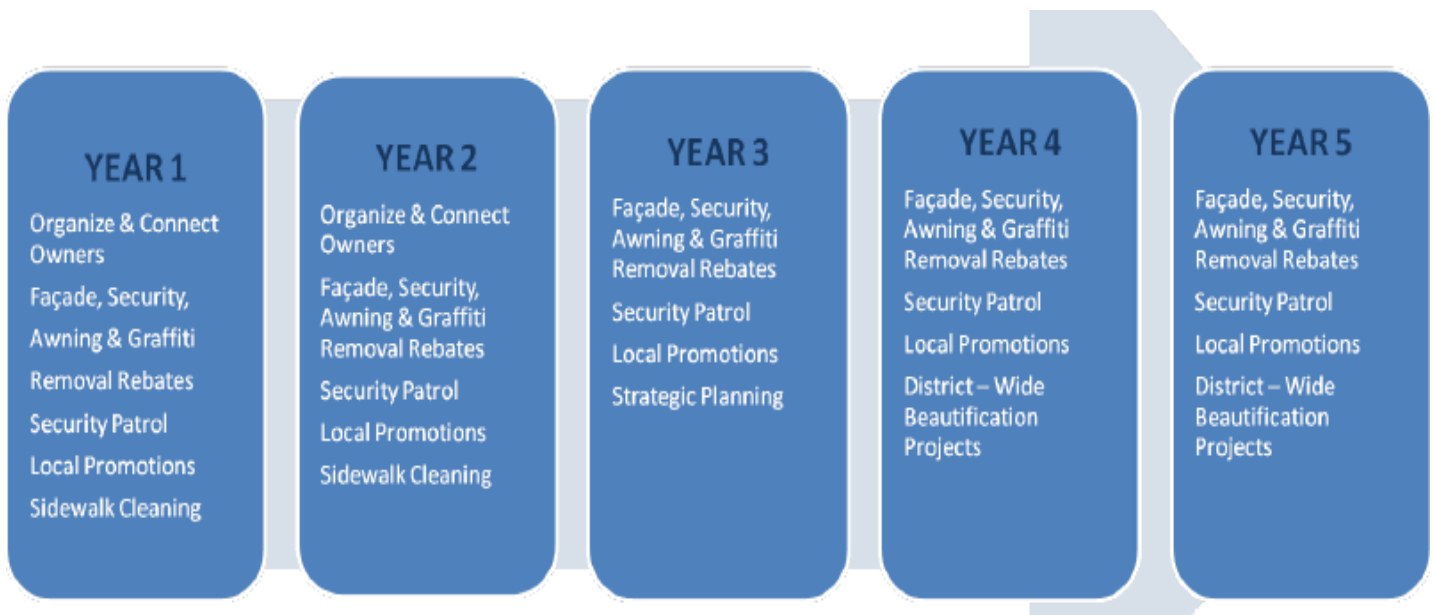 YEAR 1
Organize & Connect
Owners
Façade, Security,
Awning & Graffiti
Removal Rebates
Security Patrol
Local Promotions
Sidewalk Cleaning
YEAR 2
Organize & Connect
Owners
Façade, Security,
Awning & Graffiti
Removal Rebates
Security Patrol
Local Promotions
Sidewalk Cleaning
YEAR 3
Façade, Security,
Awning & Graffiti
Removal Rebates
Security Patrol
Local Promotions
Strategic Planning
YEAR 4
Façade, Security,
Awning & Graffiti
Removal Rebates
Security Patrol
Local Promotions
District – Wide
Beautification
Projects
YEAR 5
Façade, Security,
Awning & Graffiti
Removal Rebates
Security Patrol
Local Promotions
District – Wide
Beautification
Projects